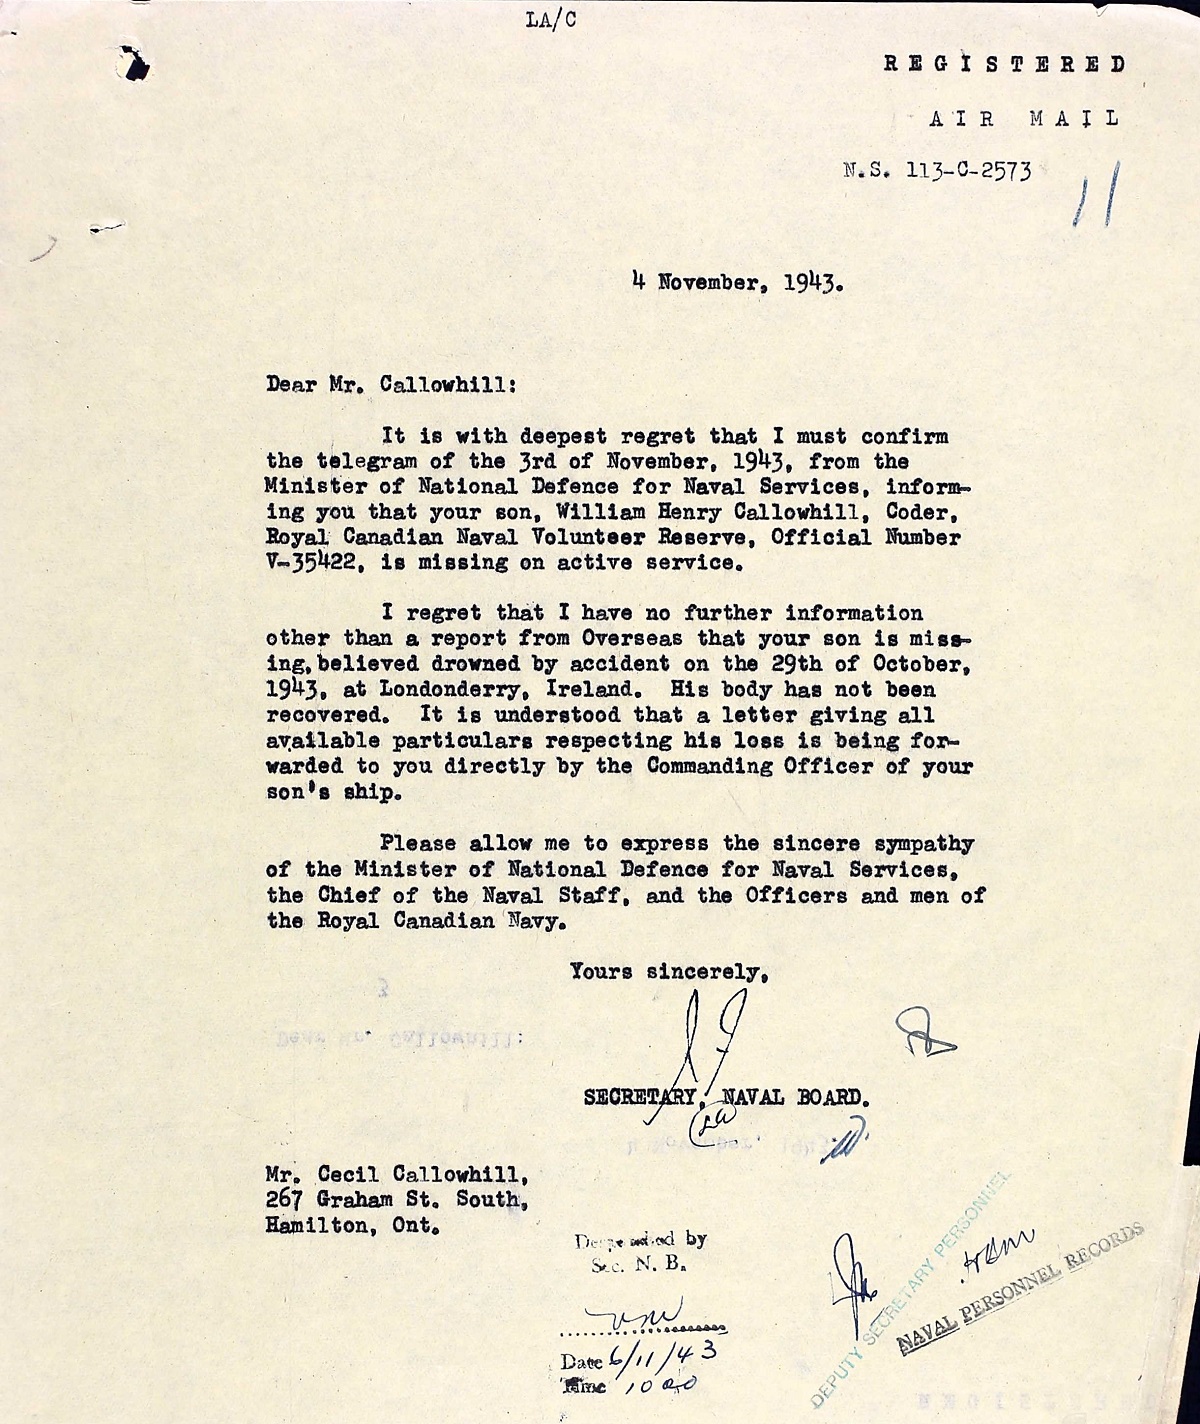 LA/C
REGISTERED
AIR MAIL
N.S. 113-C-2573
11
4 November, 1943.
Dear Mr. Callowhill:
It is with deepest regret that I must confirm
the telegram of the 3rd of November, 1943, from the
Minister of National Defence for Naval Services, inform-
ing you that your son, William Henry Callowhill, Coder,
Royal Canadian Naval Volunteer Reserve, Official Number
V-35422, is missing on active service.
I regret that I have no further information
other than a report from Overseas that your son is miss-
ing, believed drowned by accident on the 29th of October,
1943, at Londonderry, Ireland. His body has not been
recovered. It is understood that a letter giving all
available particulars respecting his loss is being for-
warded to you directly by the Commanding Officer of your
son's ship.
Please allow me to express the sincere sympathy
of the Minister of National Defence for Naval Services,
the Chief of the Naval Staff, and the Officers and men of
the Royal Canadian Navy.
Yours sincerely,
SECRETARY, NAVAL BOARD.
Mr. Cecil Callowhill,
267 Graham St. South,
Hamilton, Ont.
Despatched by
Sec. N. B.
Date 6/11/43
Time 1000
DEPUTY SECRETARY PERSONNEL
NAVAL PERSONNEL RECORDS